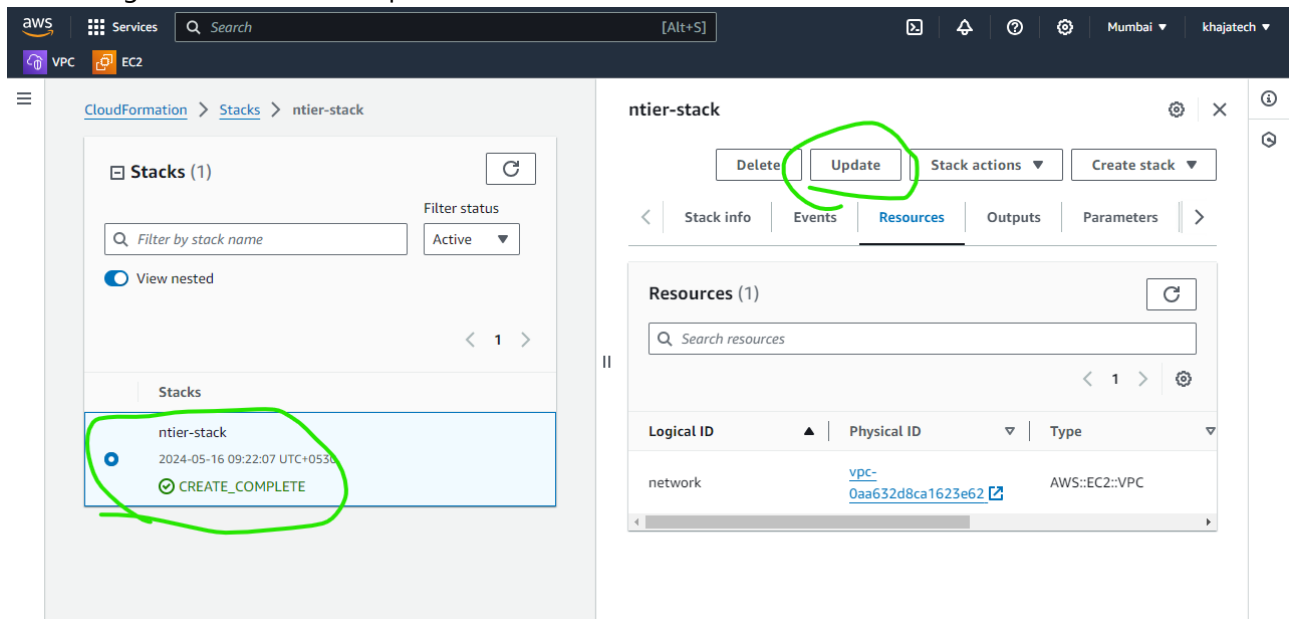 aws Services Search [Alt+S] Mumbai ▼ khajatech ▼
VPC EC2
CloudFormation > Stacks > ntier-stack
Stacks (1)
Filter status
Filter by stack name
Active ▼
View nested
< 1 >
Stacks
ntier-stack
2024-05-16 09:22:07 UTC+0530
CREATE_COMPLETE
ntier-stack
Delete Update Stack actions ▼ Create stack ▼
< Stack info Events Resources Outputs Parameters >
Resources (1)
Search resources
< 1 >
Logical ID ▲ Physical ID ▽ Type ▽
network vpc-0aa632d8ca1623e62 AWS::EC2::VPC